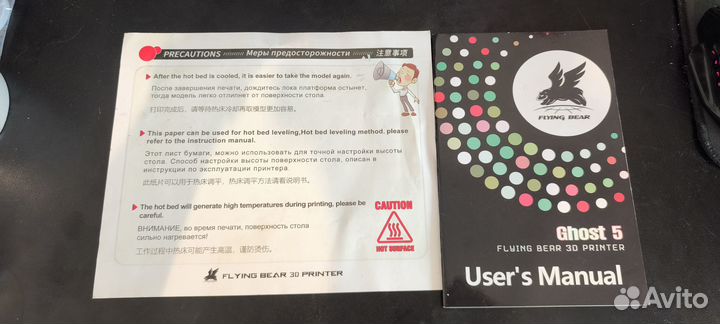 PRECAUTIONS Меры предосторожности 注意事项
After the hot bed is cooled, it is easier to take the model again.
После завершения печати, дождитесь пока платформа остынет,
тогда модель легко отлипнет от поверхности стола.
打印完成后，请等待热床冷却再取模型更加容易。
This paper can be used for hot bed leveling,Hot bed leveling method, please
refer to the instruction manual.
Этот лист бумаги, можно использовать для точной настройки высоты
стола. Способ настройки высоты поверхности стола, описан в
инструкции по эксплуатации принтера.
此纸片可以用于热床调平，热床调平方法请看说明书。
The hot bed will generate high temperatures during printing, please be
careful.
ВНИМАНИЕ, во время печати, поверхность стола
сильно нагревается!
工作过程中热床可能产生高温，谨防烫伤。
CAUTION
HOT SURFACE
FLYING BEAR 3D PRINTER
FLYING BEAR
Ghost 5
FLYING BEAR 3D PRINTER
User's Manual
Avito